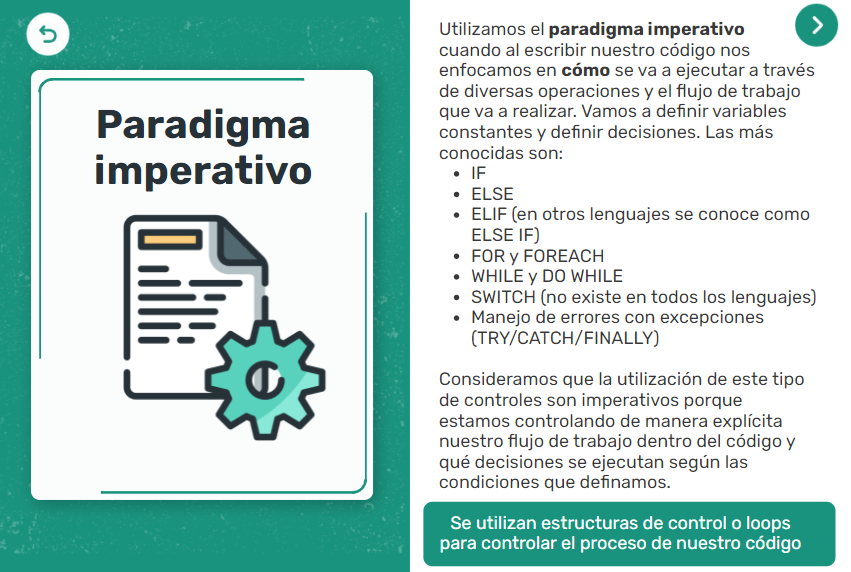 Paradigma
imperativo
Utilizamos el paradigma imperativo
cuando al escribir nuestro código nos
enfocamos en cómo se va a ejecutar a través
de diversas operaciones y el flujo de trabajo
que va a realizar. Vamos a definir variables
constantes y definir decisiones. Las más
conocidas son:
• IF
• ELSE
• ELIF (en otros lenguajes se conoce como
ELSE IF)
• FOR y FOREACH
• WHILE y DO WHILE
• SWITCH (no existe en todos los lenguajes)
• Manejo de errores con excepciones
(TRY/CATCH/FINALLY)
Consideramos que la utilización de este tipo
de controles son imperativos porque
estamos controlando de manera explícita
nuestro flujo de trabajo dentro del código y
qué decisiones se ejecutan según las
condiciones que definamos.
Se utilizan estructuras de control o loops
para controlar el proceso de nuestro código